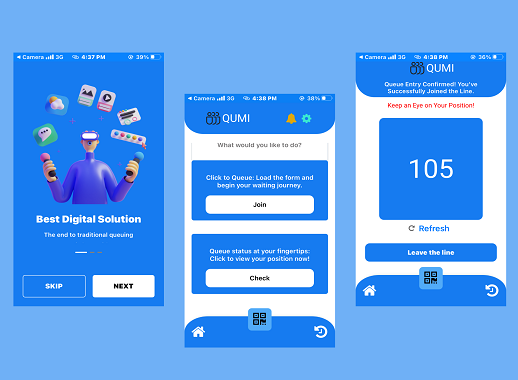 Camera 3G 4:37 PM 39%
Best Digital Solution
The end to traditional queuing
SKIP NEXT
Camera 3G 4:38 PM 38%
QUMI
What would you like to do?
Click to Queue: Load the form and
begin your waiting journey.
Join
Queue status at your fingertips:
Click to view your position now!
Check
Camera 3G 4:38 PM 36%
QUMI
Queue Entry Confirmed! You've
Successfully Joined the Line.
Keep an Eye on Your Position!
105
Refresh
Leave the line